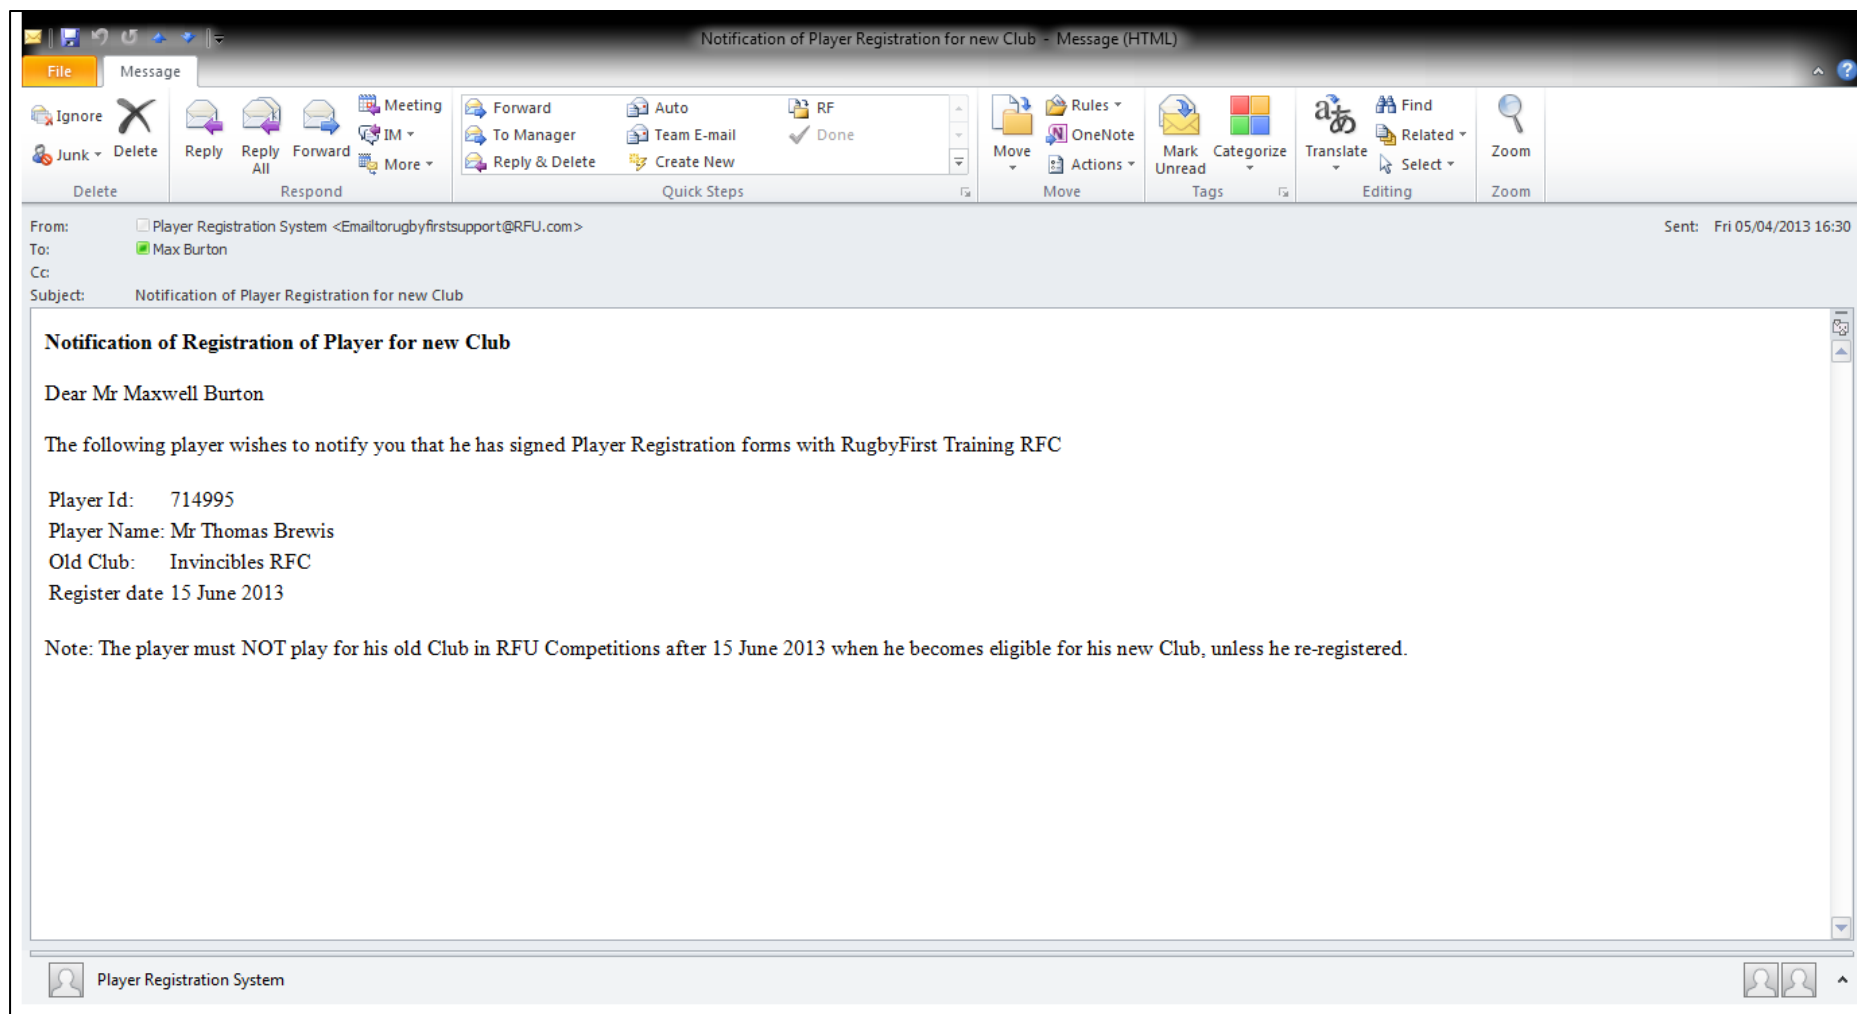 Notification of Player Registration for new Club - Message (HTML)
File Message
Ignore
Junk
Delete
Delete
Reply
Reply All
Forward
Meeting
IM
More
Respond
Forward
To Manager
Reply & Delete
Auto
Team E-mail
Create New
RF
Done
Quick Steps
Move
Rules
OneNote
Actions
Move
Mark Unread
Categorize
Tags
Translate
Find
Related
Select
Editing
Zoom
Zoom
From: Player Registration System <Emailtorugbyfirstsupport@RFU.com> Sent: Fri 05/04/2013 16:30
To: Max Burton
Cc:
Subject: Notification of Player Registration for new Club
Notification of Registration of Player for new Club
Dear Mr Maxwell Burton
The following player wishes to notify you that he has signed Player Registration forms with RugbyFirst Training RFC
Player Id: 714995
Player Name: Mr Thomas Brewis
Old Club: Invincibles RFC
Register date 15 June 2013
Note: The player must NOT play for his old Club in RFU Competitions after 15 June 2013 when he becomes eligible for his new Club, unless he re-registered.
Player Registration System